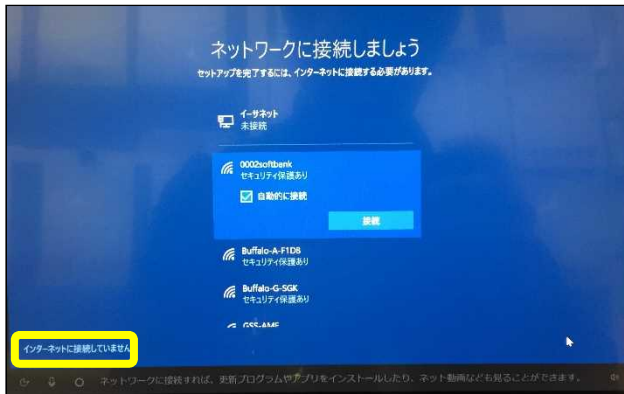 ネットワークに接続しましょう
セットアップを完了するには、インターネットに接続する必要があります。
イーサネット
未接続
0002softbank
セキュリティ保護あり
自動的に接続
接続
Buffalo-A-F1D8
セキュリティ保護あり
Buffalo-G-5GK
セキュリティ保護あり
インターネットに接続していません
ネットワークに接続すれば、更新プログラムやアプリをインストールしたり、ネット動画なども見ることができます。